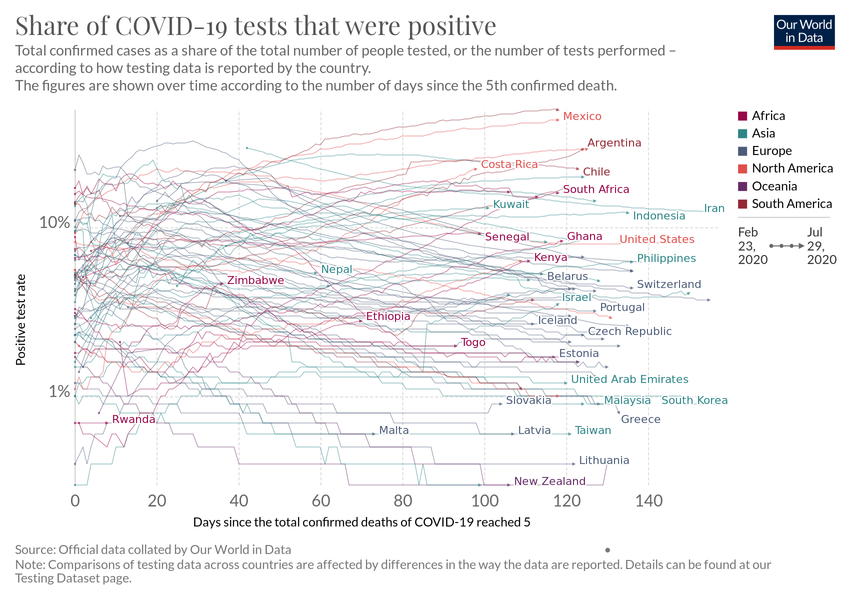 Share of COVID-19 tests that were positive
Our World
in Data
Total confirmed cases as a share of the total number of people tested, or the number of tests performed –
according to how testing data is reported by the country.
The figures are shown over time according to the number of days since the 5th confirmed death.
Mexico
Africa
Asia
Europe
North America
Oceania
South America
Argentina
Costa Rica
Chile
South Africa
Kuwait
Iran
Indonesia
10%
Feb
23,
2020
Jul
29,
2020
Senegal
Ghana
United States
Kenya
Philippines
Nepal
Belarus
Zimbabwe
Switzerland
Israel
Portugal
Ethiopia
Iceland
Czech Republic
Togo
Estonia
Positive test rate
United Arab Emirates
1%
Slovakia
Malaysia
South Korea
Rwanda
Greece
Malta
Latvia
Taiwan
Lithuania
New Zealand
0
20
40
60
80
100
120
140
Days since the total confirmed deaths of COVID-19 reached 5
Source: Official data collated by Our World in Data
Note: Comparisons of testing data across countries are affected by differences in the way the data are reported. Details can be found at our
Testing Dataset page.